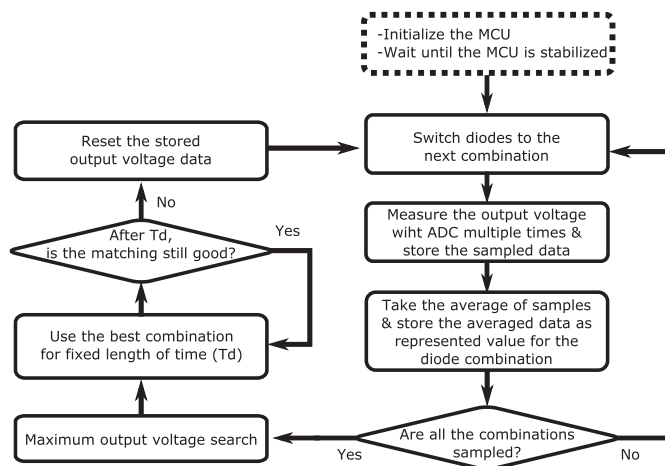 -Initialize the MCU
-Wait until the MCU is stabilized
Reset the stored
output voltage data
Switch diodes to the
next combination
No
After Td,
is the matching still good?
Yes
Measure the output voltage
wiht ADC multiple times &
store the sampled data
Use the best combination
for fixed length of time (Td)
Take the average of samples
& store the averaged data as
represented value for the
diode combination
Maximum output voltage search
Yes
Are all the combinations
sampled?
No